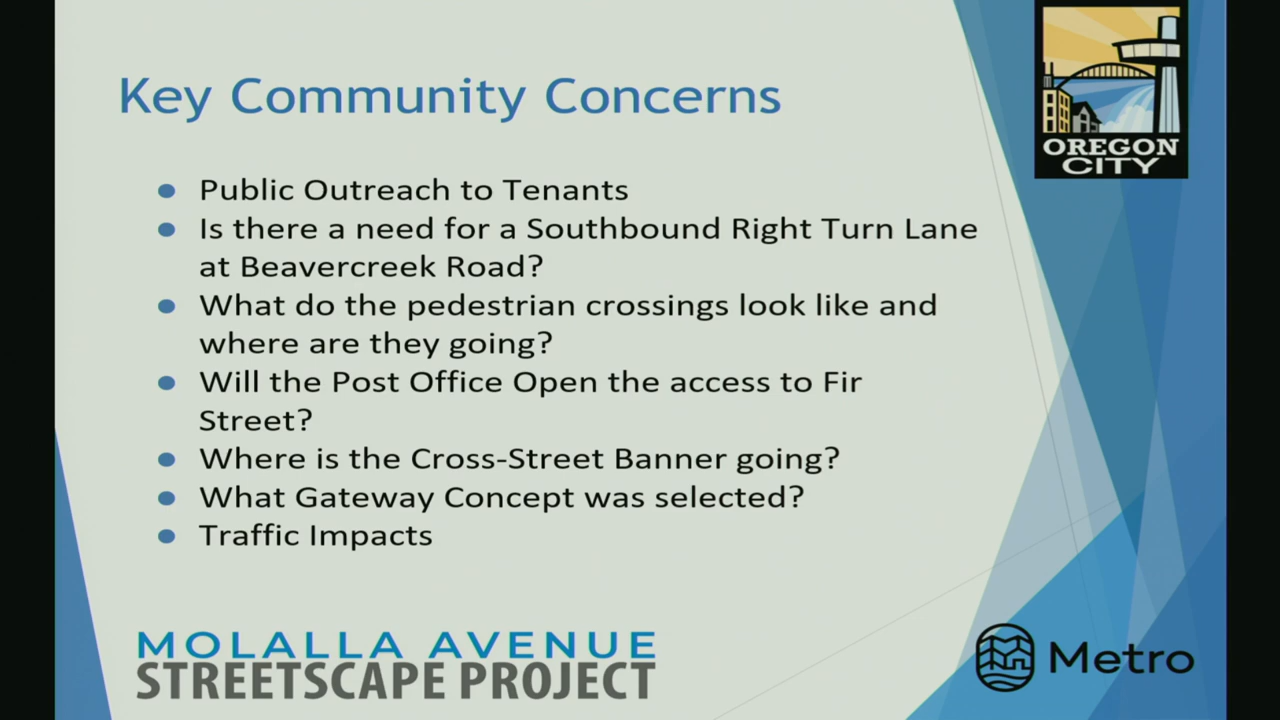 Key Community Concerns
OREGON
CITY
Public Outreach to Tenants
Is there a need for a Southbound Right Turn Lane
at Beavercreek Road?
What do the pedestrian crossings look like and
where are they going?
Will the Post Office Open the access to Fir
Street?
Where is the Cross-Street Banner going?
What Gateway Concept was selected?
Traffic Impacts
MOLALLA AVENUE
STREETSCAPE PROJECT
Metro